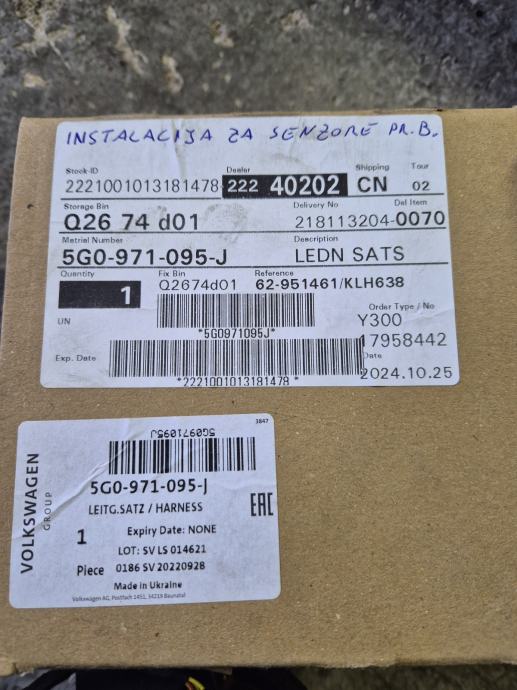 INSTALACIJA ZA SENZORE PR.B.
Stock-ID Dealer Shipping Tour
2221001013181478- 222 40202 CN 02
Storage Bin Delivery No Del Item
Q26 74 d01 218113204-0070
Matrial Number Description
5G0-971-095-J LEDN SATS
Quantity Fix Bin Reference
1 Q2674d01 62-951461/KLH638
UN
*5G0971095J*
Order Type / No
Y300
17958442
Exp. Date
Date
*2221001013181478 *
2024.10.25
3847
5G0971095J
5G0-971-095-J
LEITG.SATZ / HARNESS
EAC
VOLKSWAGEN
GROUP
1
Piece
Expiry Date: NONE
LOT: SV LS 014621
0186 SV 20220928
Made in Ukraine
Volkswagen AG, Postfach 1451, 34219 Baunatal